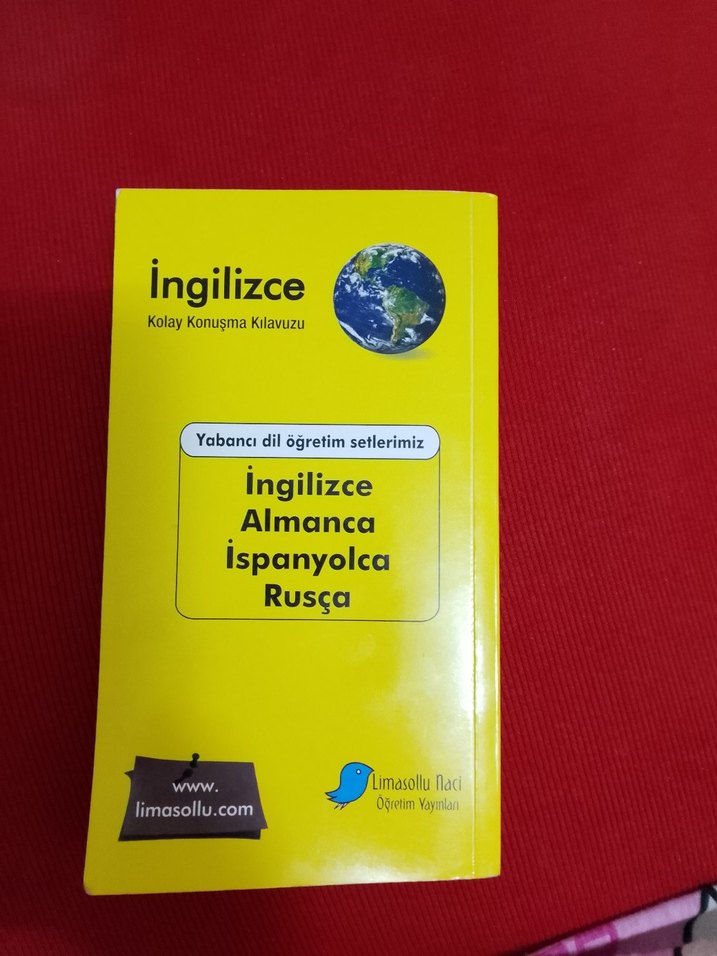 İngilizce
Kolay Konuşma Kılavuzu
Yabancı dil öğretim setlerimiz
İngilizce
Almanca
İspanyolca
Rusça
www.
limasollu.com
Limasollu Naci
Öğretim Yayınları